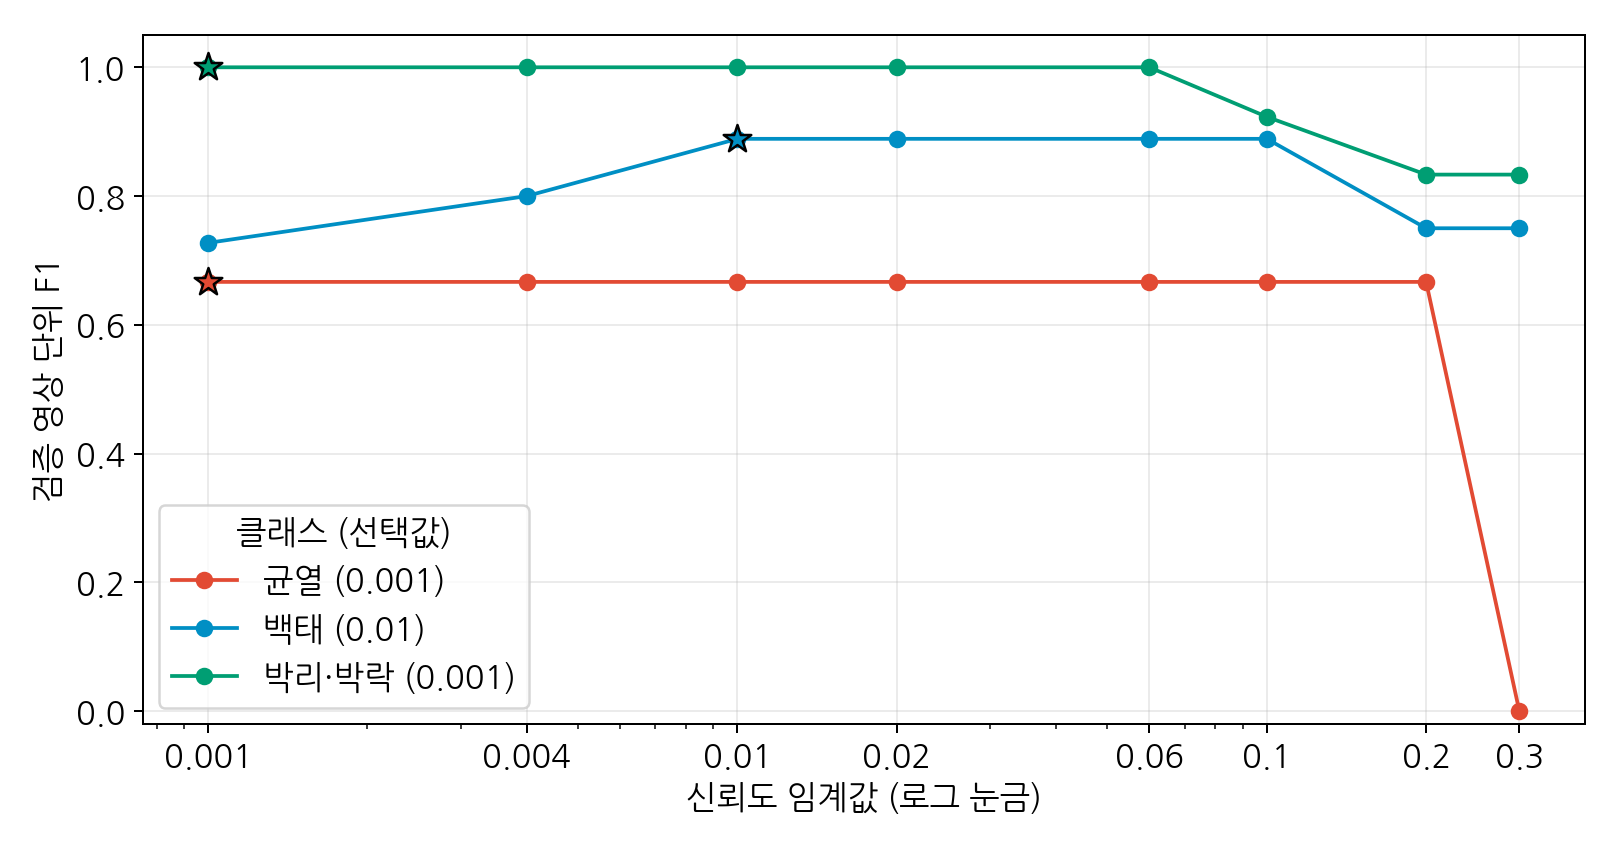 검증 영상 단위 F1
1.0
0.8
0.6
0.4
0.2
0.0
클래스 (선택값)
균열 (0.001)
백태 (0.01)
박리·박락 (0.001)
0.001 0.004 0.01 0.02 0.06 0.1 0.2 0.3
신뢰도 임계값 (로그 눈금)